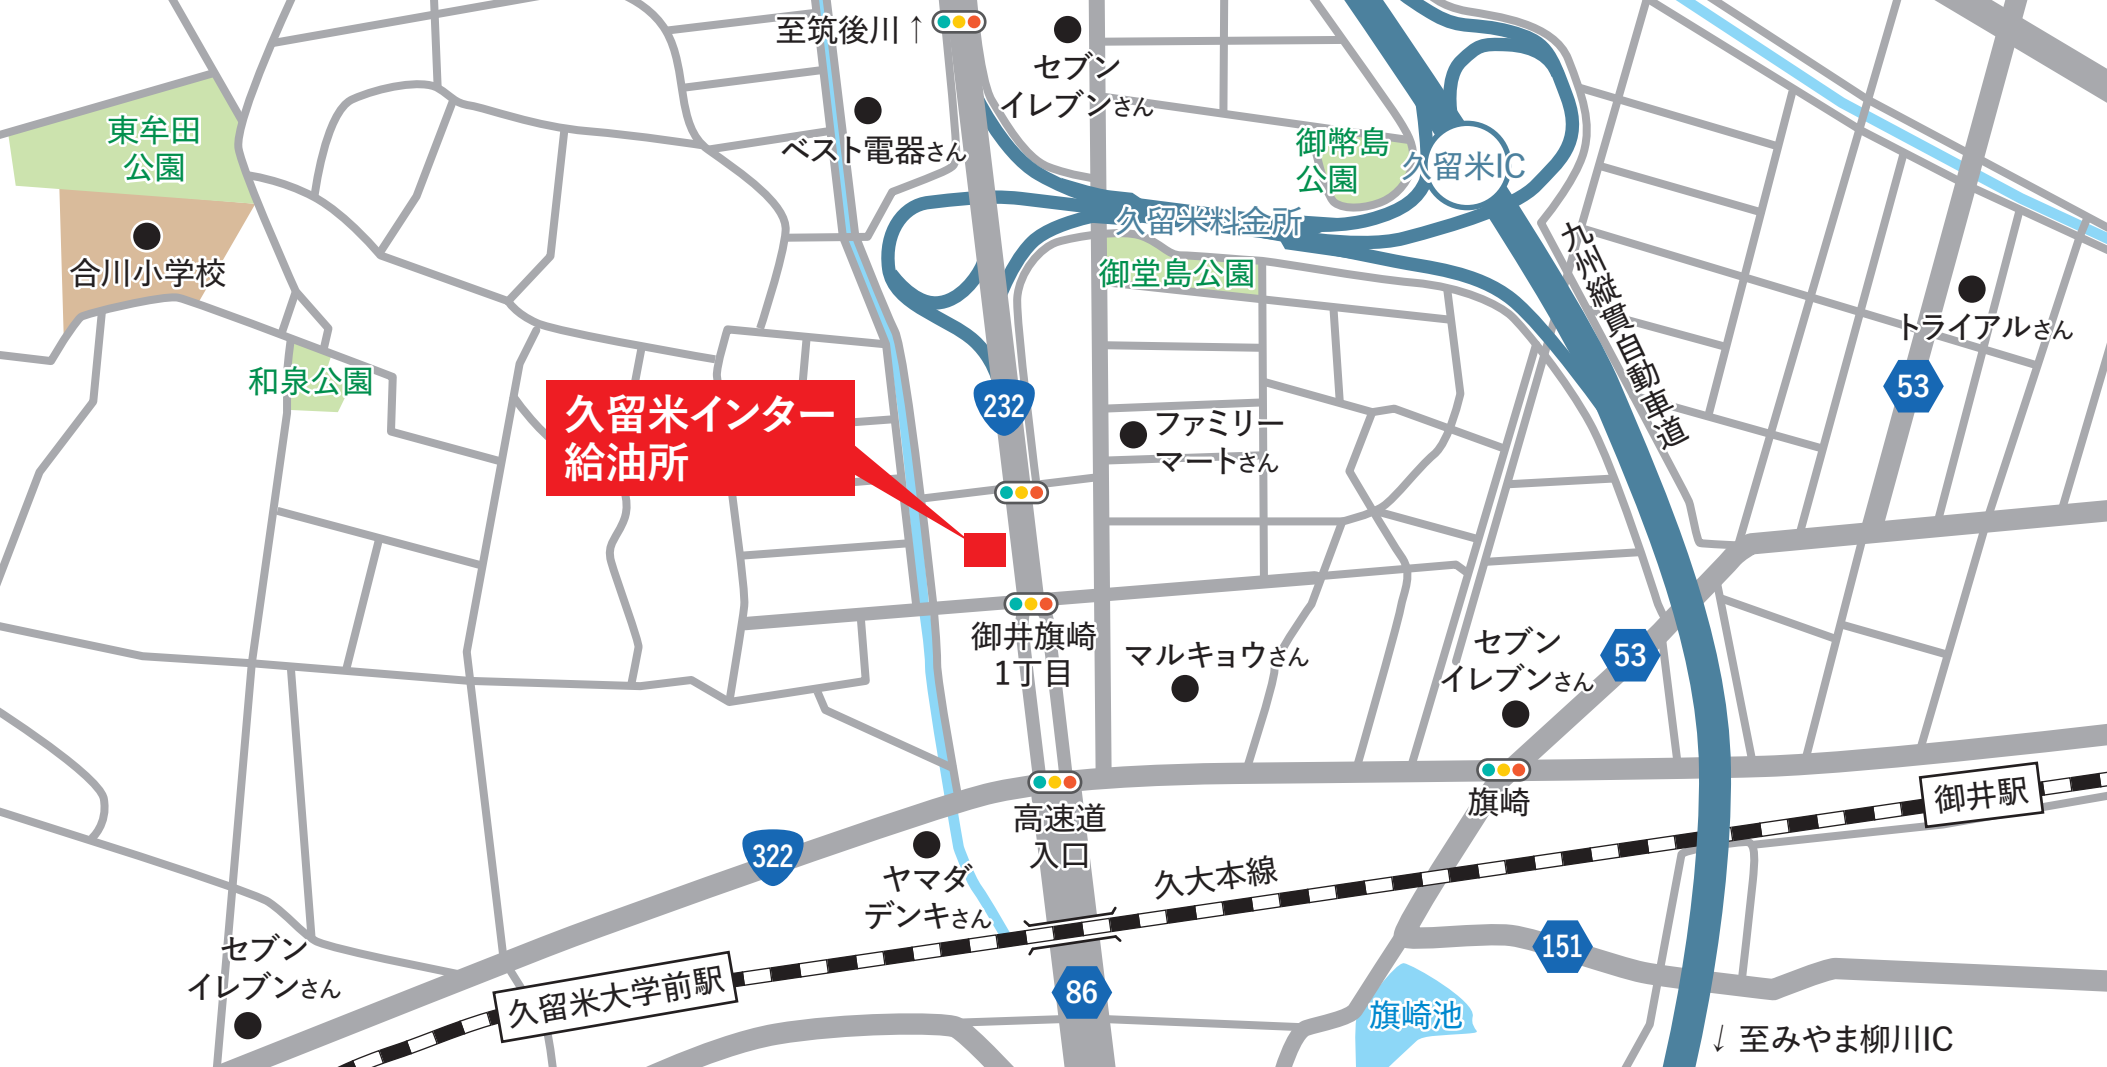 至筑後川↑
セブン
イレブンさん
ベスト電器さん
東牟田
公園
合川小学校
御幣島
公園
久留米IC
久留米料金所
御堂島公園
九州縦貫自動車道
トライアルさん
53
和泉公園
久留米インター
給油所
232
ファミリー
マートさん
御井旗崎
1丁目
マルキョウさん
セブン
イレブンさん
53
旗崎
御井駅
高速道
入口
322
ヤマダ
デンキさん
久大本線
セブン
イレブンさん
久留米大学前駅
86
151
旗崎池
↓至みやま柳川IC